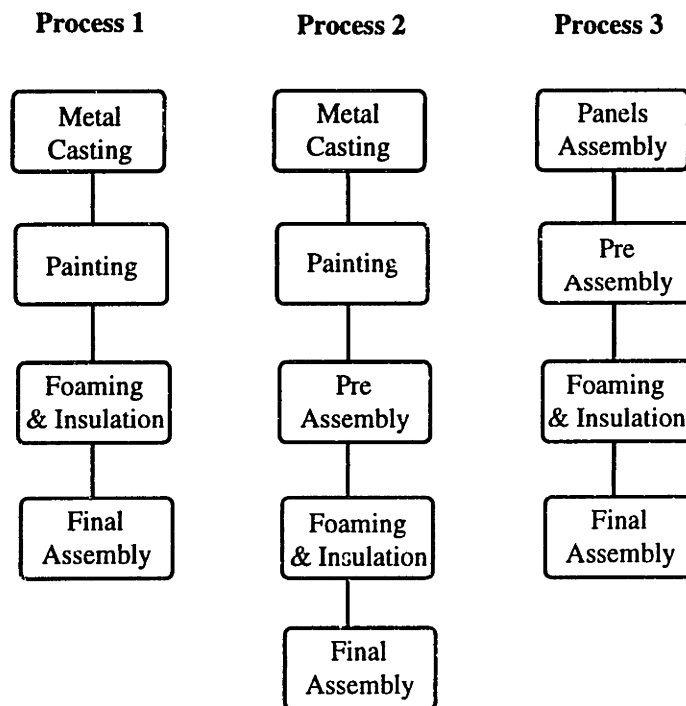 Process 1
Metal
Casting
Painting
Foaming
& Insulation
Final
Assembly
Process 2
Metal
Casting
Painting
Pre
Assembly
Foaming
& Insulation
Final
Assembly
Process 3
Panels
Assembly
Pre
Assembly
Foaming
& Insulation
Final
Assembly